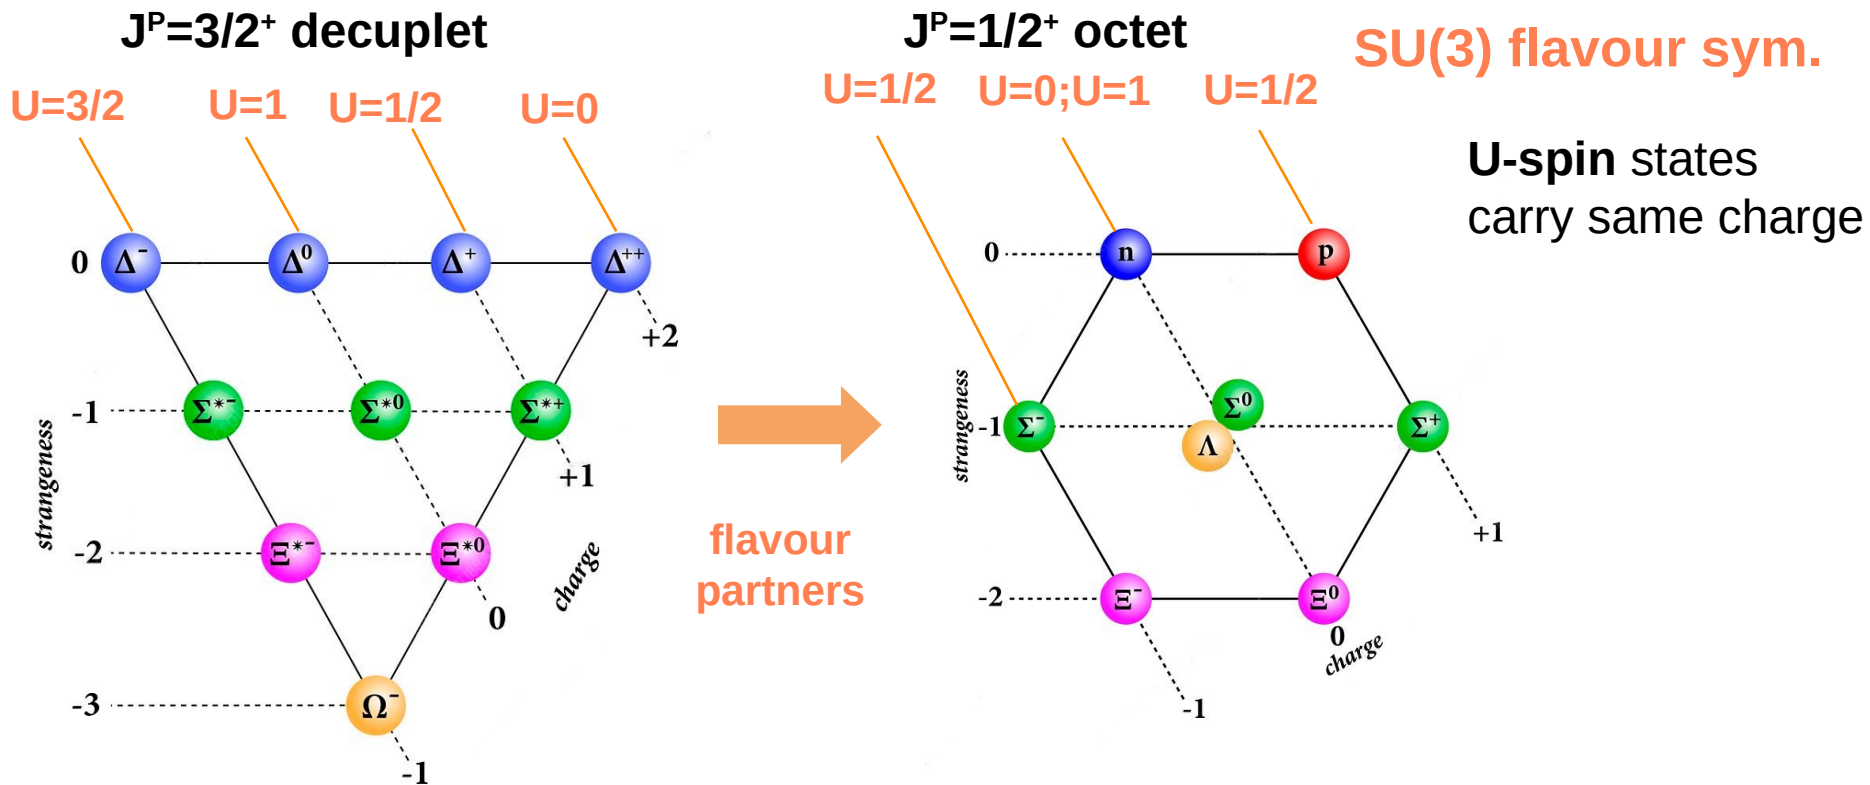 J^P=3/2⁺ decuplet
J^P=1/2⁺ octet
SU(3) flavour sym.
U=3/2
U=1
U=1/2
U=0
U=1/2
U=0;U=1
U=1/2
U-spin states
carry same charge
0
Δ⁻
Δ⁰
Δ⁺
Δ⁺⁺
+2
-1
Σ*⁻
Σ*⁰
Σ*⁺
+1
strangeness
-2
Ξ*⁻
Ξ*⁰
0
charge
-3
Ω⁻
-1
flavour
partners
0
n
p
strangeness
-1
Σ⁻
Σ⁰
Λ
Σ⁺
+1
-2
Ξ⁻
Ξ⁰
0
charge
-1